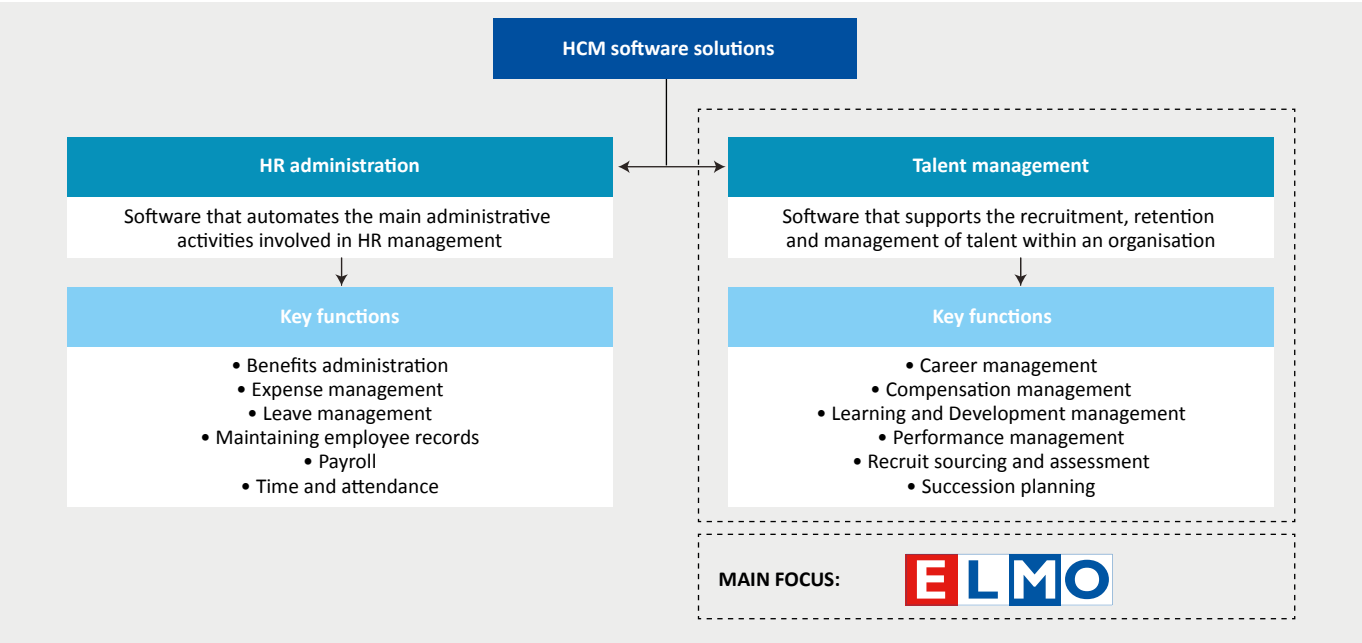 HCM software solutions
HR administration
Software that automates the main administrative
activities involved in HR management
Key functions
• Benefits administration
• Expense management
• Leave management
• Maintaining employee records
• Payroll
• Time and attendance
Talent management
Software that supports the recruitment, retention
and management of talent within an organisation
Key functions
• Career management
• Compensation management
• Learning and Development management
• Performance management
• Recruit sourcing and assessment
• Succession planning
MAIN FOCUS:
ELMO